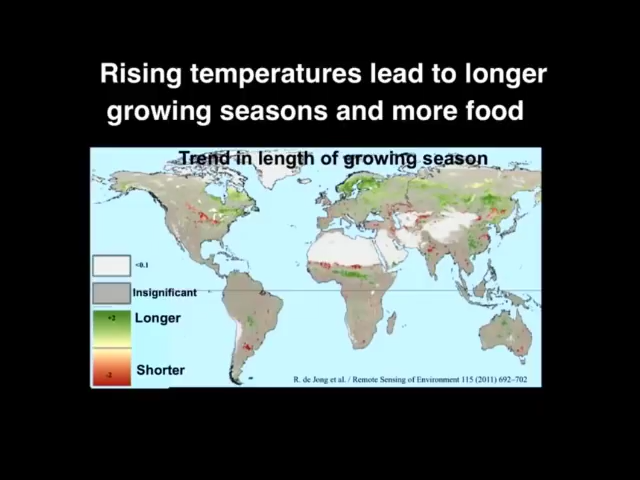 Rising temperatures lead to longer
growing seasons and more food
Trend in length of growing season
<0.1
Insignificant
+2
Longer
Shorter
-2
R. de Jong et al. / Remote Sensing of Environment 115 (2011) 692–702